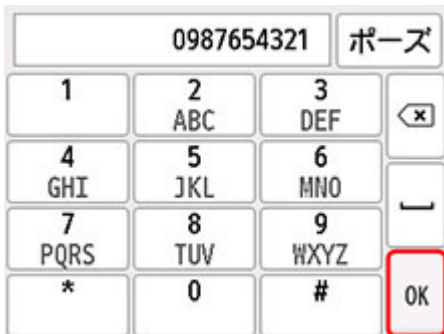 0987654321 ポーズ
1 2 3
ABC DEF
4 5 6
GHI JKL MNO
7 8 9
PQRS TUV WXYZ
* 0 # OK